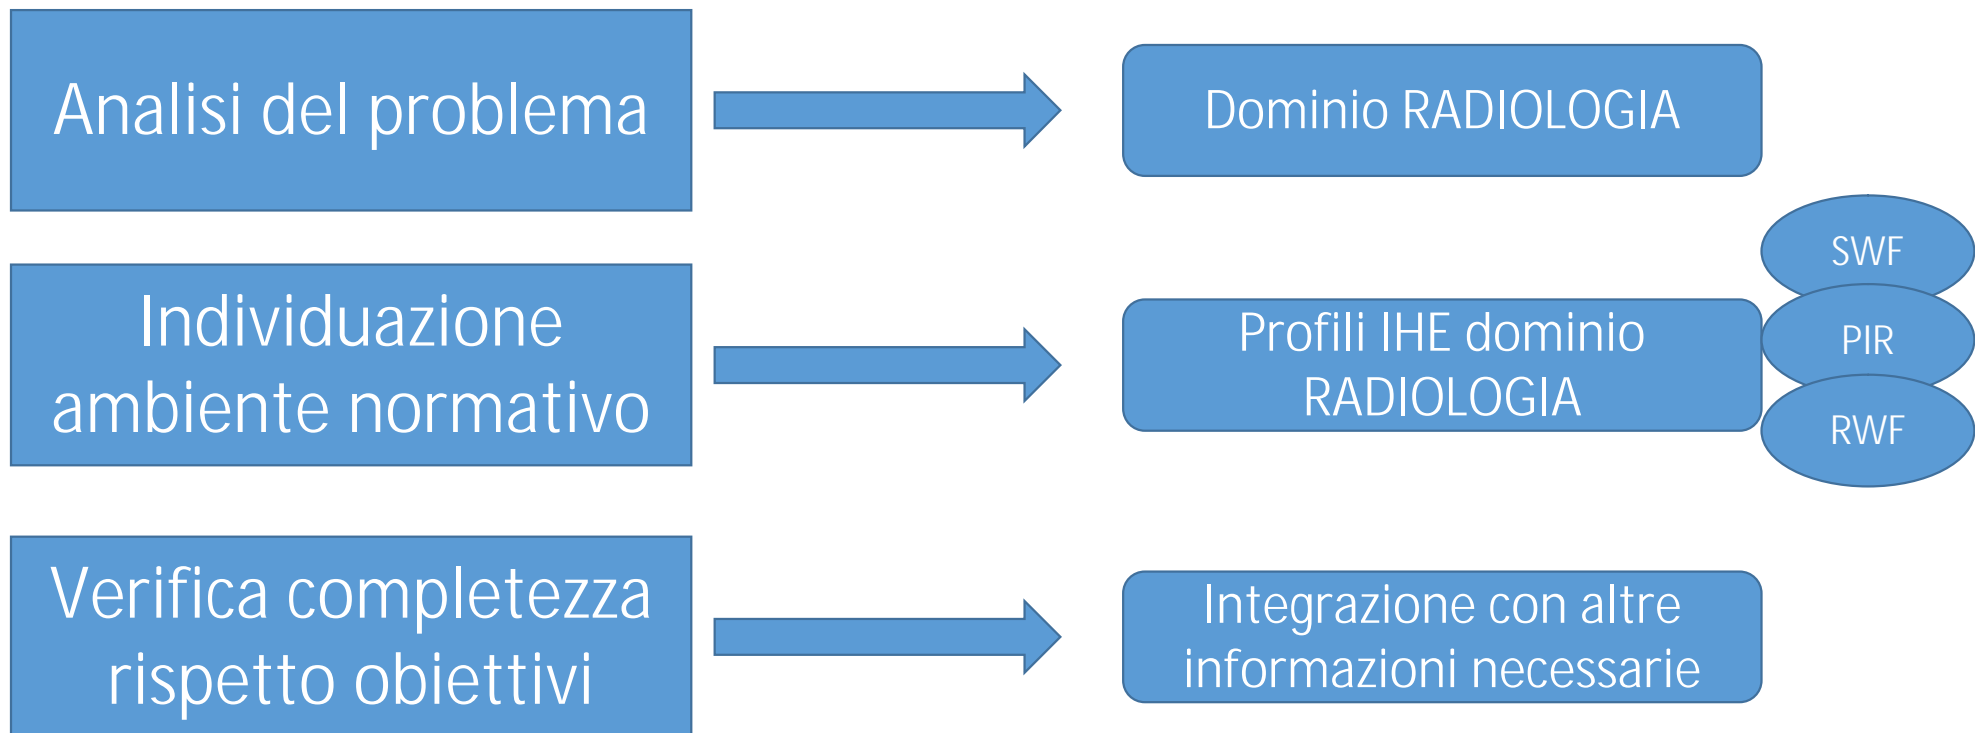 Analisi del problema
Dominio RADIOLOGIA
Individuazione
ambiente normativo
Profili IHE dominio
RADIOLOGIA
SWF
PIR
RWF
Verifica completezza
rispetto obiettivi
Integrazione con altre
informazioni necessarie